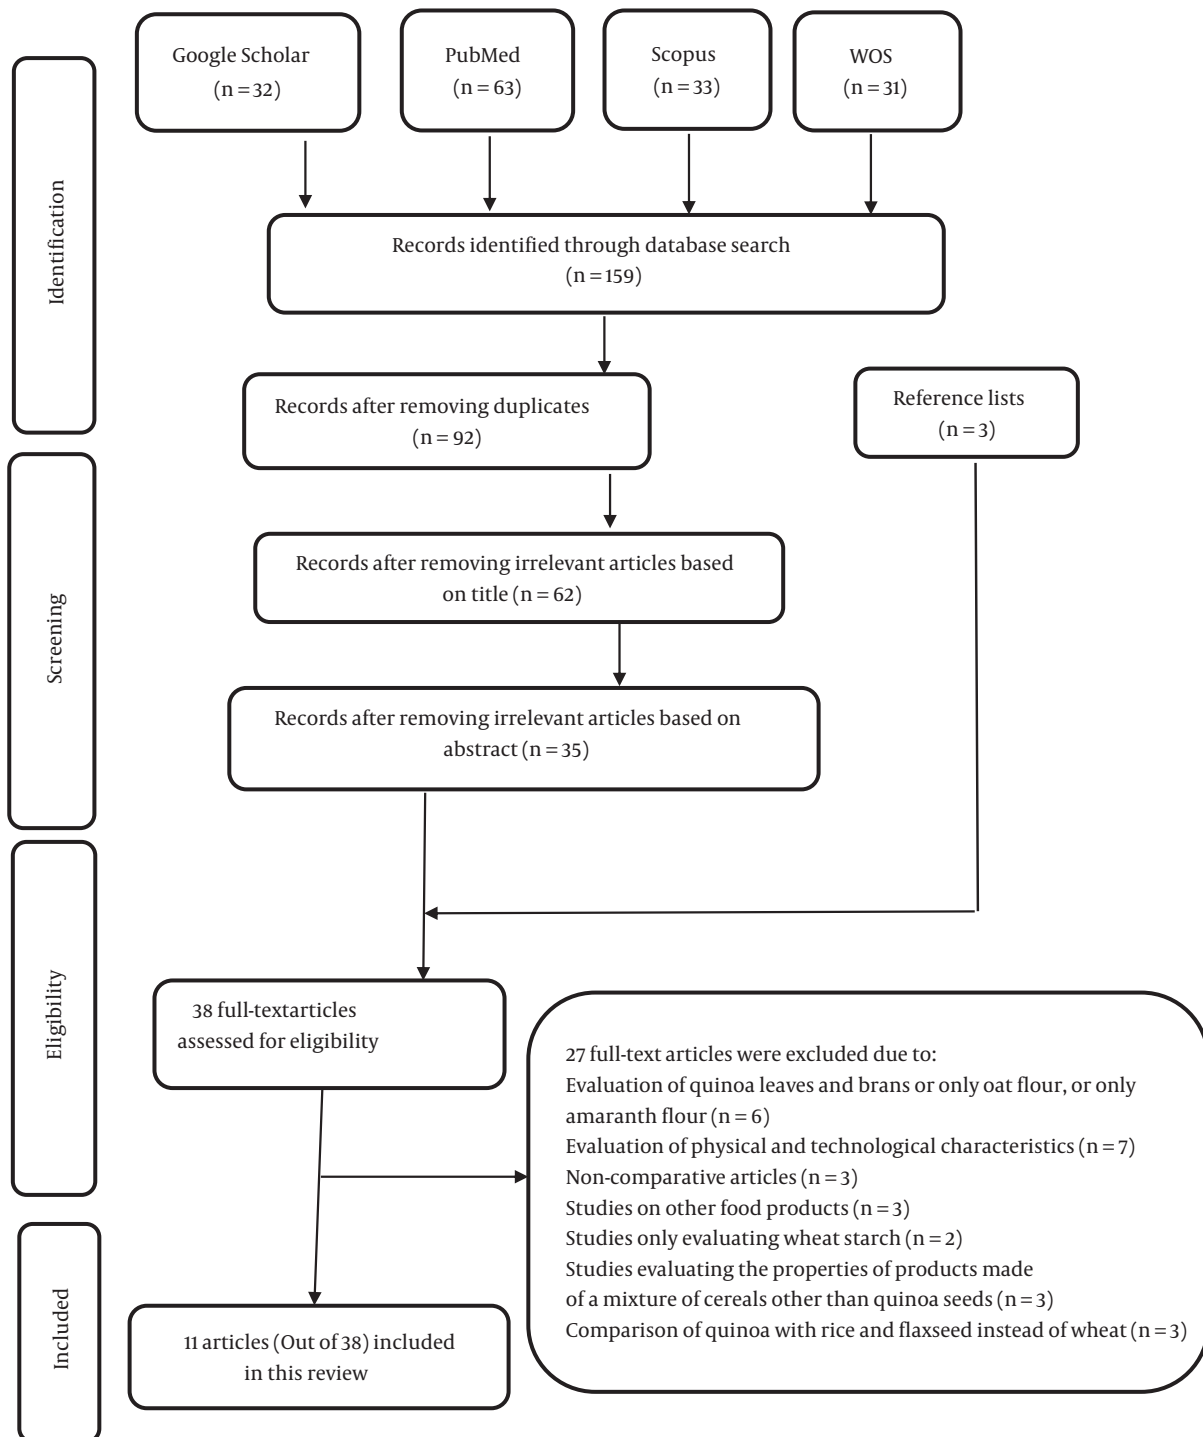 Google Scholar
(n = 32)
PubMed
(n = 63)
Scopus
(n = 33)
WOS
(n = 31)
Identification
Records identified through database search
(n = 159)
Records after removing duplicates
(n = 92)
Reference lists
(n = 3)
Screening
Records after removing irrelevant articles based
on title (n = 62)
Records after removing irrelevant articles based on
abstract (n = 35)
Eligibility
38 full-textarticles
assessed for eligibility
27 full-text articles were excluded due to:
Evaluation of quinoa leaves and brans or only oat flour, or only
amaranth flour (n = 6)
Evaluation of physical and technological characteristics (n = 7)
Non-comparative articles (n = 3)
Studies on other food products (n = 3)
Studies only evaluating wheat starch (n = 2)
Studies evaluating the properties of products made
of a mixture of cereals other than quinoa seeds (n = 3)
Comparison of quinoa with rice and flaxseed instead of wheat (n = 3)
Included
11 articles (Out of 38) included
in this review